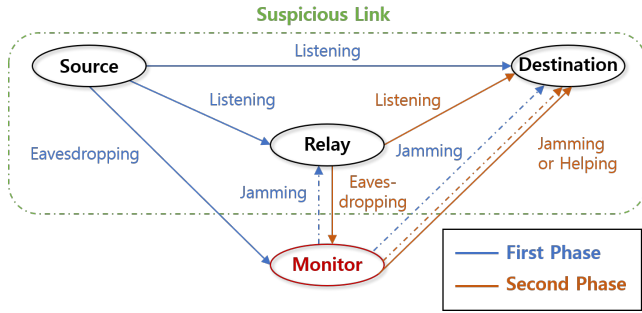 Suspicious Link
Listening
Source
Destination
Listening
Listening
Eavesdropping
Relay
Jamming
Jamming
or Helping
Jamming
Eaves-
dropping
Monitor
First Phase
Second Phase